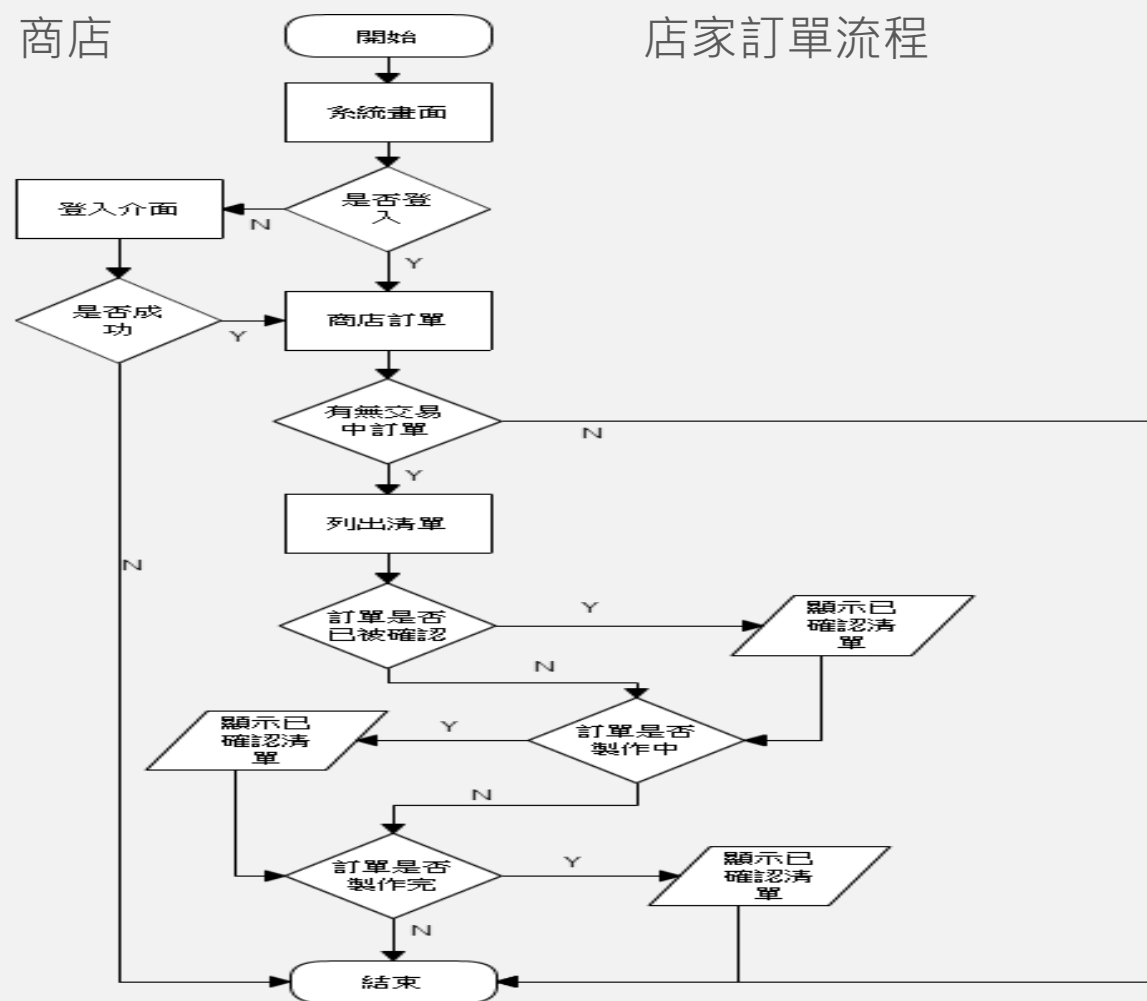 商店
店家訂單流程
開始
系統畫面
是否登
入
N
登入介面
Y
是否成
功
Y
商店訂單
有無交易
中訂單
N
Y
列出清單
N
訂單是否
已被確認
Y
顯示已
確認清
單
N
訂單是否
製作中
Y
顯示已
確認清
單
N
訂單是否
製作完
Y
顯示已
確認清
單
N
結束